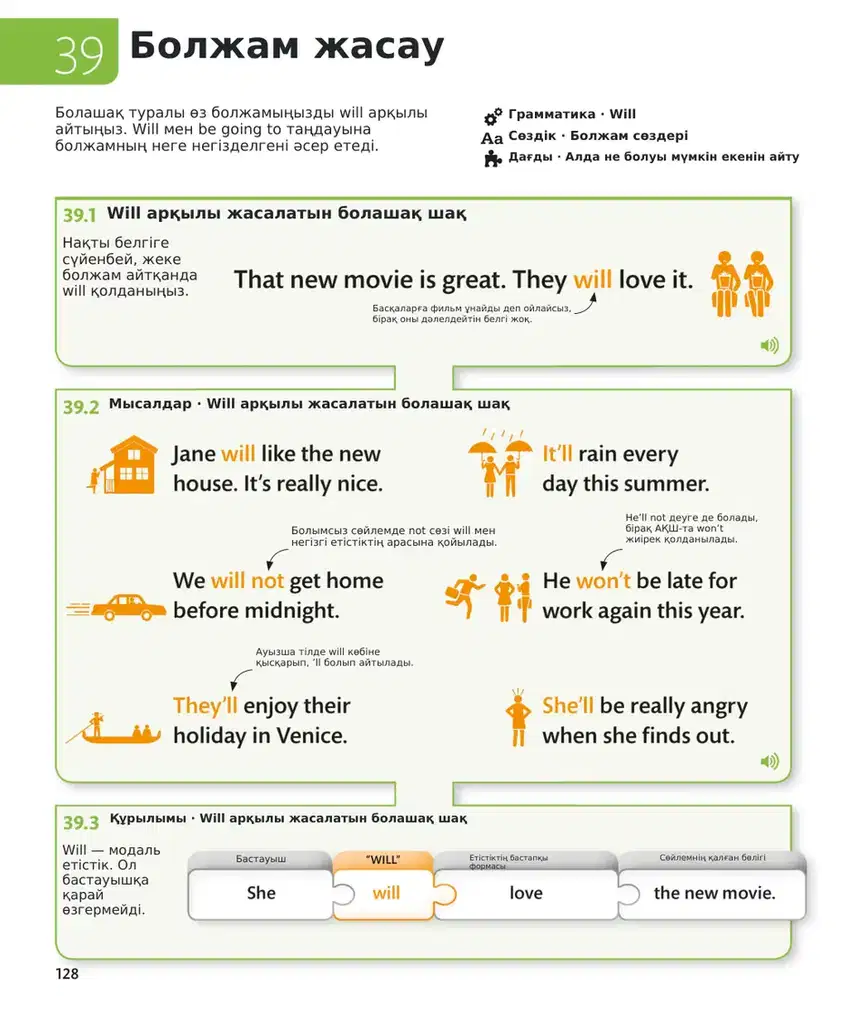 39
Болжам жасау
Болашақ туралы өз болжамыңызды will арқылы
айтыңыз. Will мен be going to таңдауына
болжамның неге негізделгені әсер етеді.
Грамматика · Will
Aa Сөздік · Болжам сөздері
Дағды · Алда не болуы мүмкін екенін айту
39.1 Will арқылы жасалатын болашақ шақ
Нақты белгіге
сүйенбей, жеке
болжам айтқанда
will қолданыңыз.
That new movie is great. They will love it.
Басқаларға фильм ұнайды деп ойлайсыз,
бірақ оны дәлелдейтін белгі жоқ.
39.2 Мысалдар · Will арқылы жасалатын болашақ шақ
Jane will like the new
house. It’s really nice.
It’ll rain every
day this summer.
Болымсыз сөйлемде not сөзі will мен
негізгі етістіктің арасына қойылады.
We will not get home
before midnight.
He’ll not деуге де болады,
бірақ АҚШ-та won’t
жиірек қолданылады.
He won’t be late for
work again this year.
Ауызша тілде will көбіне
қысқарып, ’ll болып айтылады.
They’ll enjoy their
holiday in Venice.
She’ll be really angry
when she finds out.
39.3 Құрылымы · Will арқылы жасалатын болашақ шақ
Will — модаль
етістік. Ол
бастауышқа
қарай
өзгермейді.
Бастауыш
“WILL”
Етістіктің бастапқы
формасы
Сөйлемнің қалған бөлігі
She
will
love
the new movie.
128